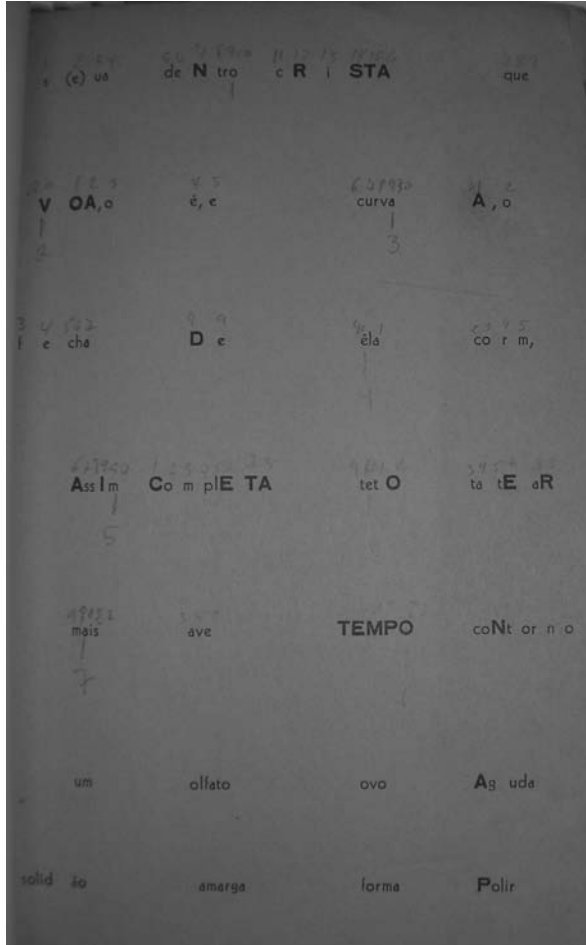 s (e) ua de N tro c R i STA que
V OA,o é, e curva A ,o
f e cha D e éla co r m,
Ass I m Co m plE TA tet O ta tE aR
mais ave TEMPO coNt or n o
um olfato ovo Ag uda
solid ão amarga forma Polir